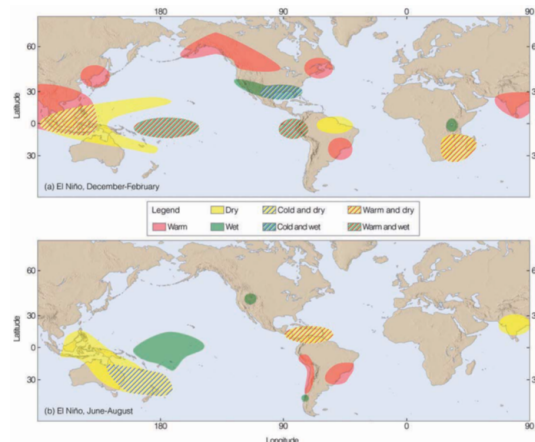 60
30
0
30
Latitude
(a) El Niño, December-February
180
90
0
90
Legend
Dry
Cold and dry
Warm and dry
Warm
Wet
Cold and wet
Warm and wet
60
30
0
30
Latitude
(b) El Niño, June-August
180
90
0
90
Longitude